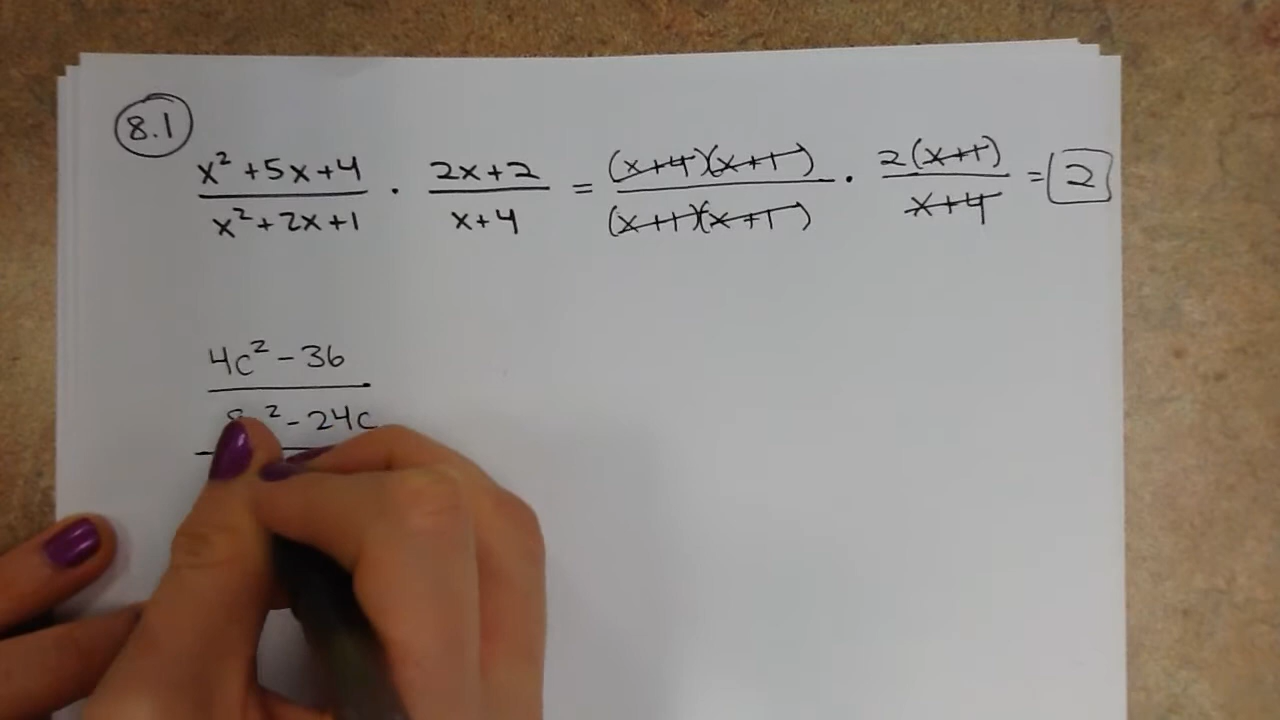 8.1
x² + 5x + 4 / x² + 2x + 1 · 2x + 2 / x + 4 = (x+4)(x+1) / (x+1)(x+1) · 2(x+1) / x+4 = 2
4c² - 36
² - 24c